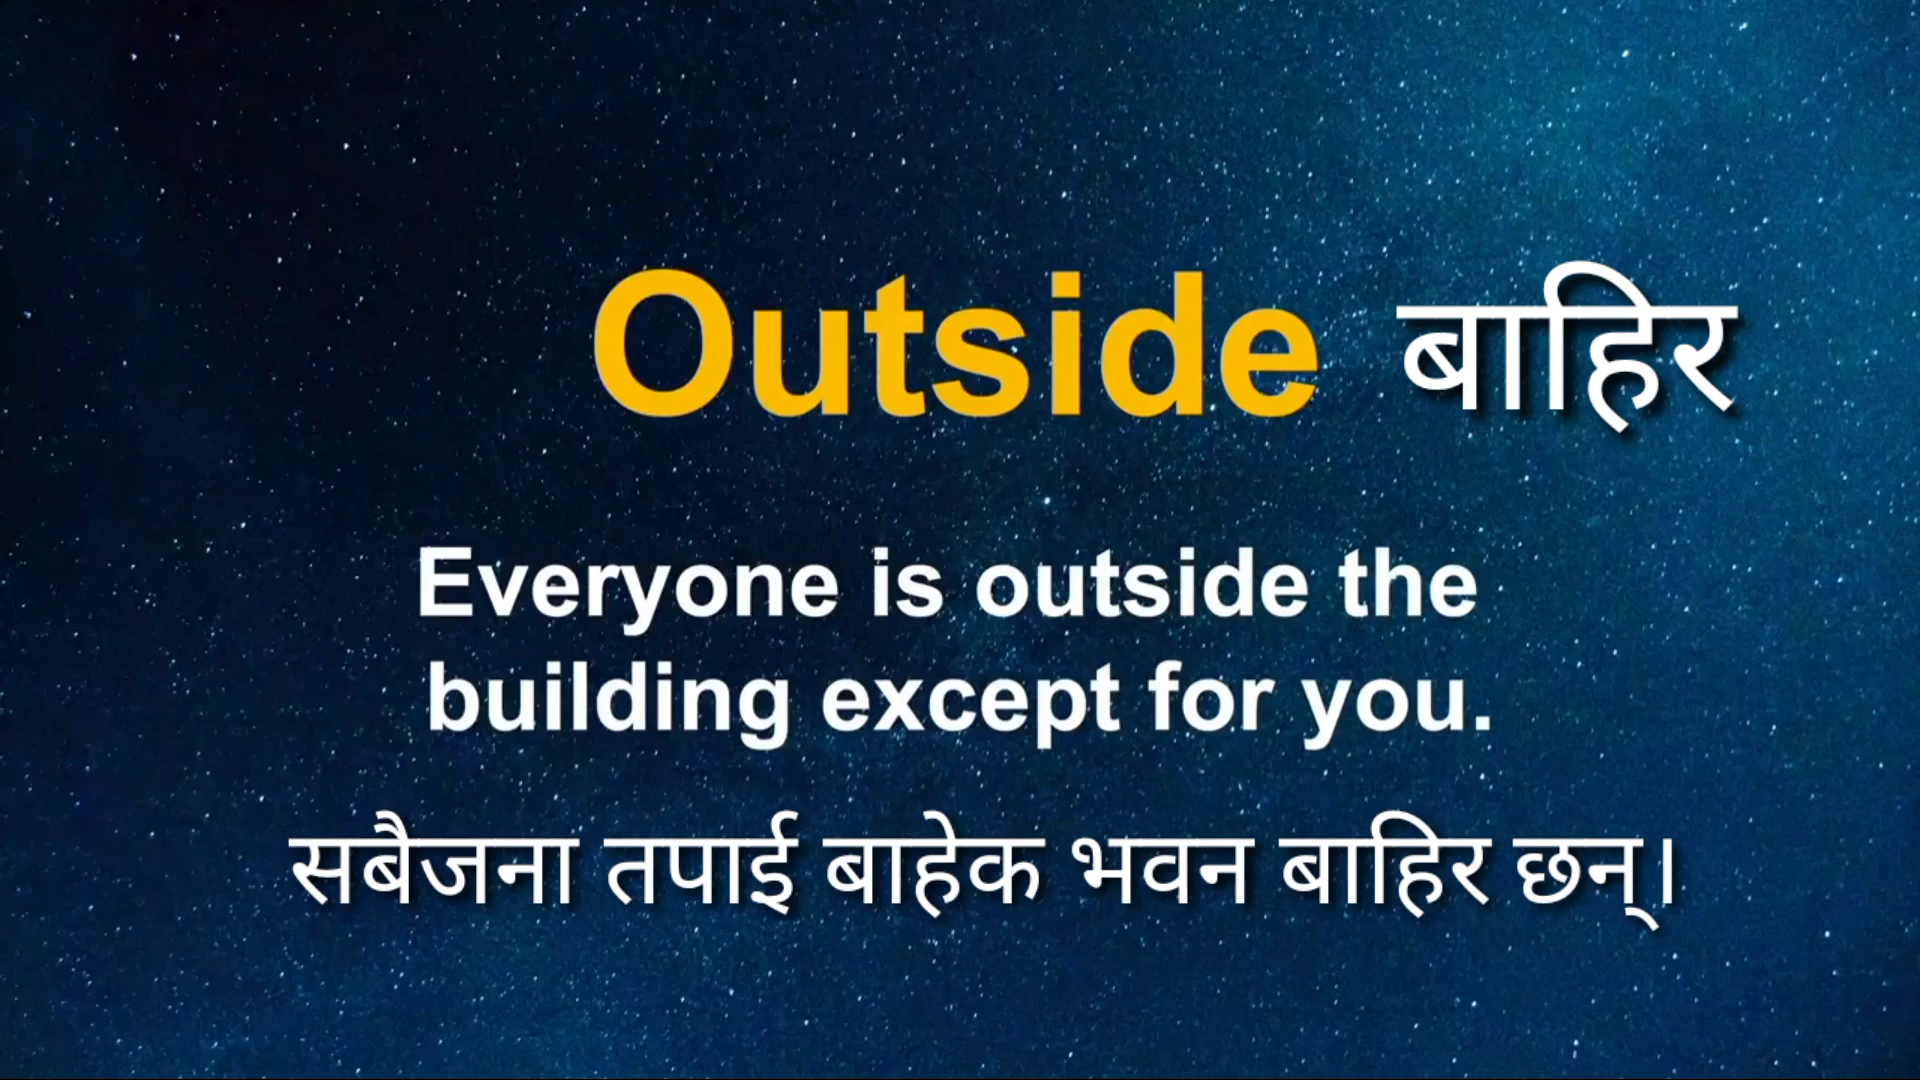 Outside बाहिर
Everyone is outside the
building except for you.
सबैजना तपाई बाहेक भवन बाहिर छन्।